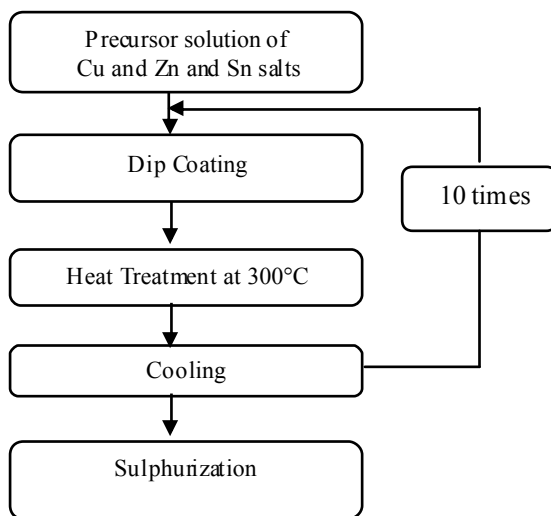 Precursor solution of
Cu and Zn and Sn salts
Dip Coating
10 times
Heat Treatment at 300°C
Cooling
Sulphurization